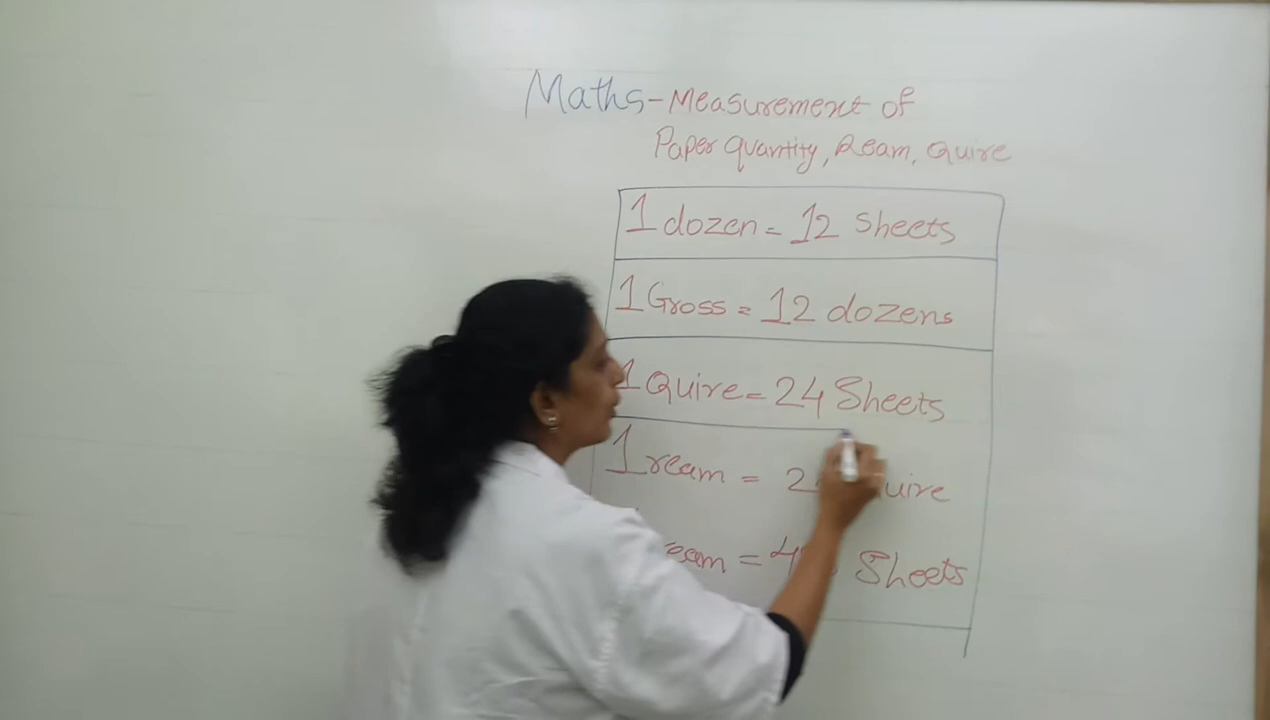 Maths - Measurement of
Paper Quantity, Ream, Quire
1 dozen = 12 Sheets
1 Gross = 12 dozens
1 Quire = 24 Sheets
1 ream =
= Sheets